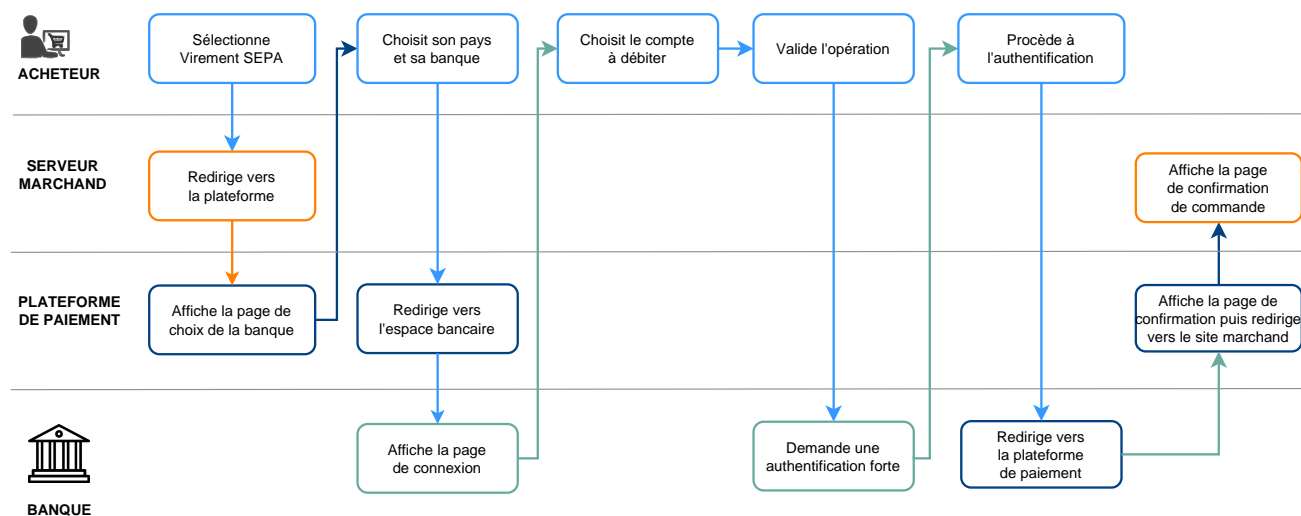 ACHETEUR
Sélectionne
Virement SEPA
Choisit son pays
et sa banque
Choisit le compte
à débiter
Valide l'opération
Procède à
l'authentification
SERVEUR
MARCHAND
Redirige vers
la plateforme
Affiche la page
de confirmation
de commande
PLATEFORME
DE PAIEMENT
Affiche la page de
choix de la banque
Redirige vers
l'espace bancaire
Affiche la page de
confirmation puis redirige
vers le site marchand
BANQUE
Affiche la page
de connexion
Demande une
authentification forte
Redirige vers
la plateforme
de paiement